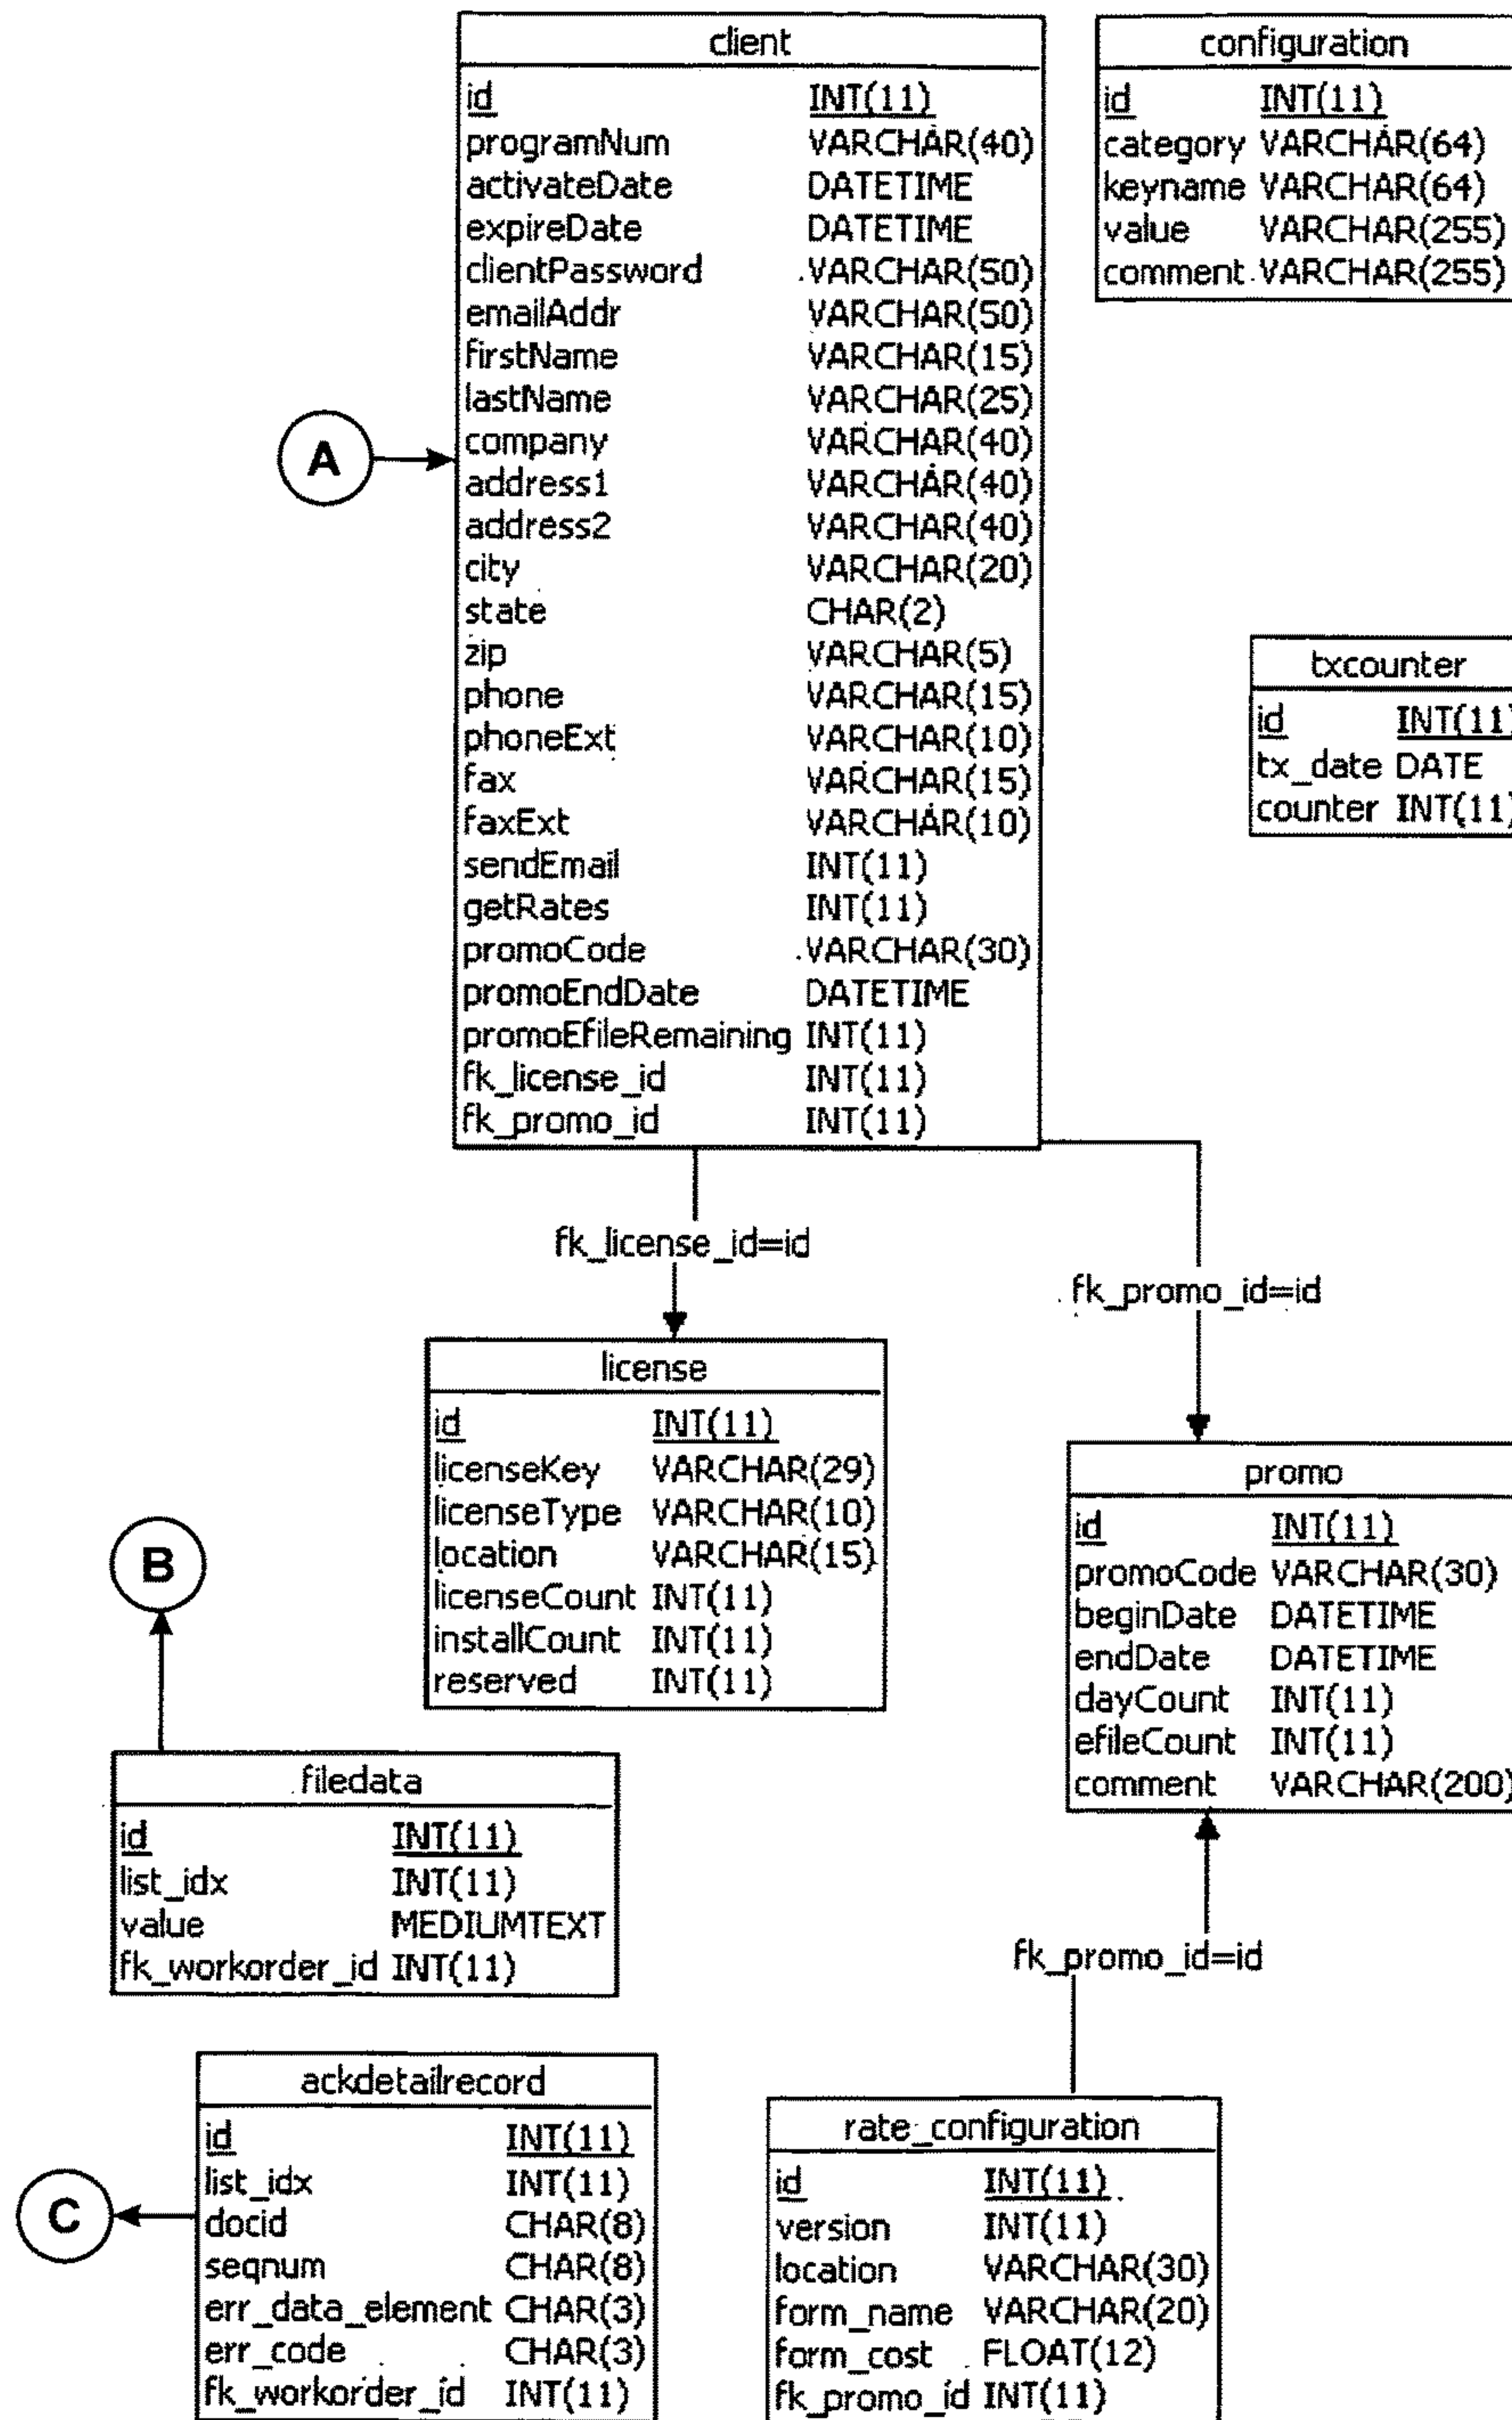 client
id INT(11)
programNum VARCHAR(40)
activateDate DATETIME
expireDate DATETIME
clientPassword VARCHAR(50)
emailAddr VARCHAR(50)
firstName VARCHAR(15)
lastName VARCHAR(25)
company VARCHAR(40)
address1 VARCHAR(40)
address2 VARCHAR(40)
city VARCHAR(20)
state CHAR(2)
zip VARCHAR(5)
phone VARCHAR(15)
phoneExt VARCHAR(10)
fax VARCHAR(15)
faxExt VARCHAR(10)
sendEmail INT(11)
getRates INT(11)
promoCode VARCHAR(30)
promoEndDate DATETIME
promoEfileRemaining INT(11)
fk_license_id INT(11)
fk_promo_id INT(11)
configuration
id INT(11)
category VARCHAR(64)
keyname VARCHAR(64)
value VARCHAR(255)
comment VARCHAR(255)
A
txcounter
id INT(11)
tx_date DATE
counter INT(11)
fk_license_id=id
fk_promo_id=id
license
id INT(11)
licenseKey VARCHAR(29)
licenseType VARCHAR(10)
location VARCHAR(15)
licenseCount INT(11)
installCount INT(11)
reserved INT(11)
promo
id INT(11)
promoCode VARCHAR(30)
beginDate DATETIME
endDate DATETIME
dayCount INT(11)
efileCount INT(11)
comment VARCHAR(200)
B
filedata
id INT(11)
list_idx INT(11)
value MEDIUMTEXT
fk_workorder_id INT(11)
fk_promo_id=id
C
ackdetailrecord
id INT(11)
list_idx INT(11)
docid CHAR(8)
seqnum CHAR(8)
err_data_element CHAR(3)
err_code CHAR(3)
fk_workorder_id INT(11)
rate_configuration
id INT(11)
version INT(11)
location VARCHAR(30)
form_name VARCHAR(20)
form_cost FLOAT(12)
fk_promo_id INT(11)